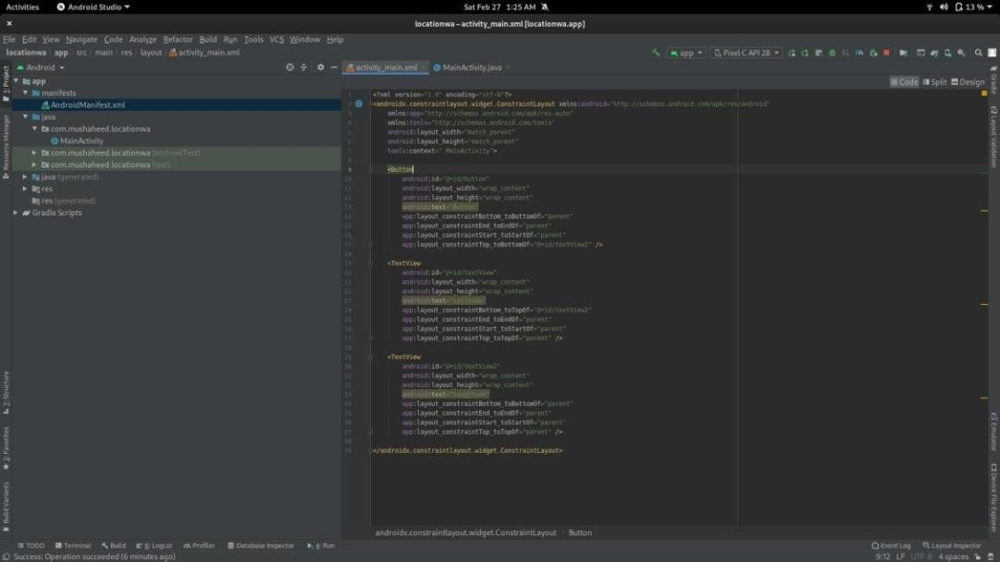 Activities Android Studio Sat Feb 27 1:25 AM 13 %
locationwa – activity_main.xml [locationwa.app]
File Edit View Navigate Code Analyze Refactor Build Run Tools VCS Window Help
locationwa app src main res layout activity_main.xml app Pixel C API 28
Android activity_main.xml MainActivity.java
Code Split Design
1: Project
Resource Manager
Z: Structure
2: Favorites
Build Variants
app
manifests
AndroidManifest.xml
java
com.mushaheed.locationwa
MainActivity
com.mushaheed.locationwa (androidTest)
com.mushaheed.locationwa (test)
java (generated)
res
res (generated)
Gradle Scripts
1 <?xml version="1.0" encoding="utf-8"?>
2 <androidx.constraintlayout.widget.ConstraintLayout xmlns:android="http://schemas.android.com/apk/res/android"
3 xmlns:app="http://schemas.android.com/apk/res-auto"
4 xmlns:tools="http://schemas.android.com/tools"
5 android:layout_width="match_parent"
6 android:layout_height="match_parent"
7 tools:context=".MainActivity">
8
9 <Button
10 android:id="@+id/button"
11 android:layout_width="wrap_content"
12 android:layout_height="wrap_content"
13 android:text="Button"
14 app:layout_constraintBottom_toBottomOf="parent"
15 app:layout_constraintEnd_toEndOf="parent"
16 app:layout_constraintStart_toStartOf="parent"
17 app:layout_constraintTop_toBottomOf="@+id/textView2" />
18
19 <TextView
20 android:id="@+id/textView"
21 android:layout_width="wrap_content"
22 android:layout_height="wrap_content"
23 android:text="Latitude"
24 app:layout_constraintBottom_toTopOf="@+id/textView2"
25 app:layout_constraintEnd_toEndOf="parent"
26 app:layout_constraintStart_toStartOf="parent"
27 app:layout_constraintTop_toTopOf="parent" />
28
29 <TextView
30 android:id="@+id/textView2"
31 android:layout_width="wrap_content"
32 android:layout_height="wrap_content"
33 android:text="Longitude"
34 app:layout_constraintBottom_toBottomOf="parent"
35 app:layout_constraintEnd_toEndOf="parent"
36 app:layout_constraintStart_toStartOf="parent"
37 app:layout_constraintTop_toTopOf="parent" />
38
39 </androidx.constraintlayout.widget.ConstraintLayout>
Gradle
Layout Validation
Emulator
Device File Explorer
androidx.constraintlayout.widget.ConstraintLayout Button
TODO Terminal Build 6: Logcat Profiler Database Inspector 4: Run Event Log Layout Inspector
Success: Operation succeeded (6 minutes ago) 9:12 LF UTF-8 4 spaces